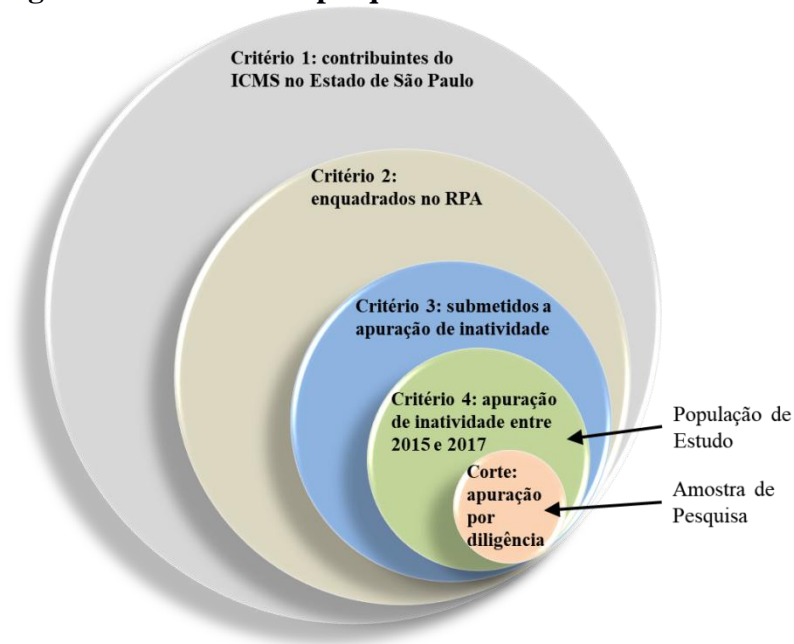 Critério 1: contribuintes do
ICMS no Estado de São Paulo
Critério 2:
enquadrados no RPA
Critério 3: submetidos a
apuração de inatividade
Critério 4: apuração
de inatividade entre
2015 e 2017
Corte:
apuração
por
diligência
População de
Estudo
Amostra de
Pesquisa